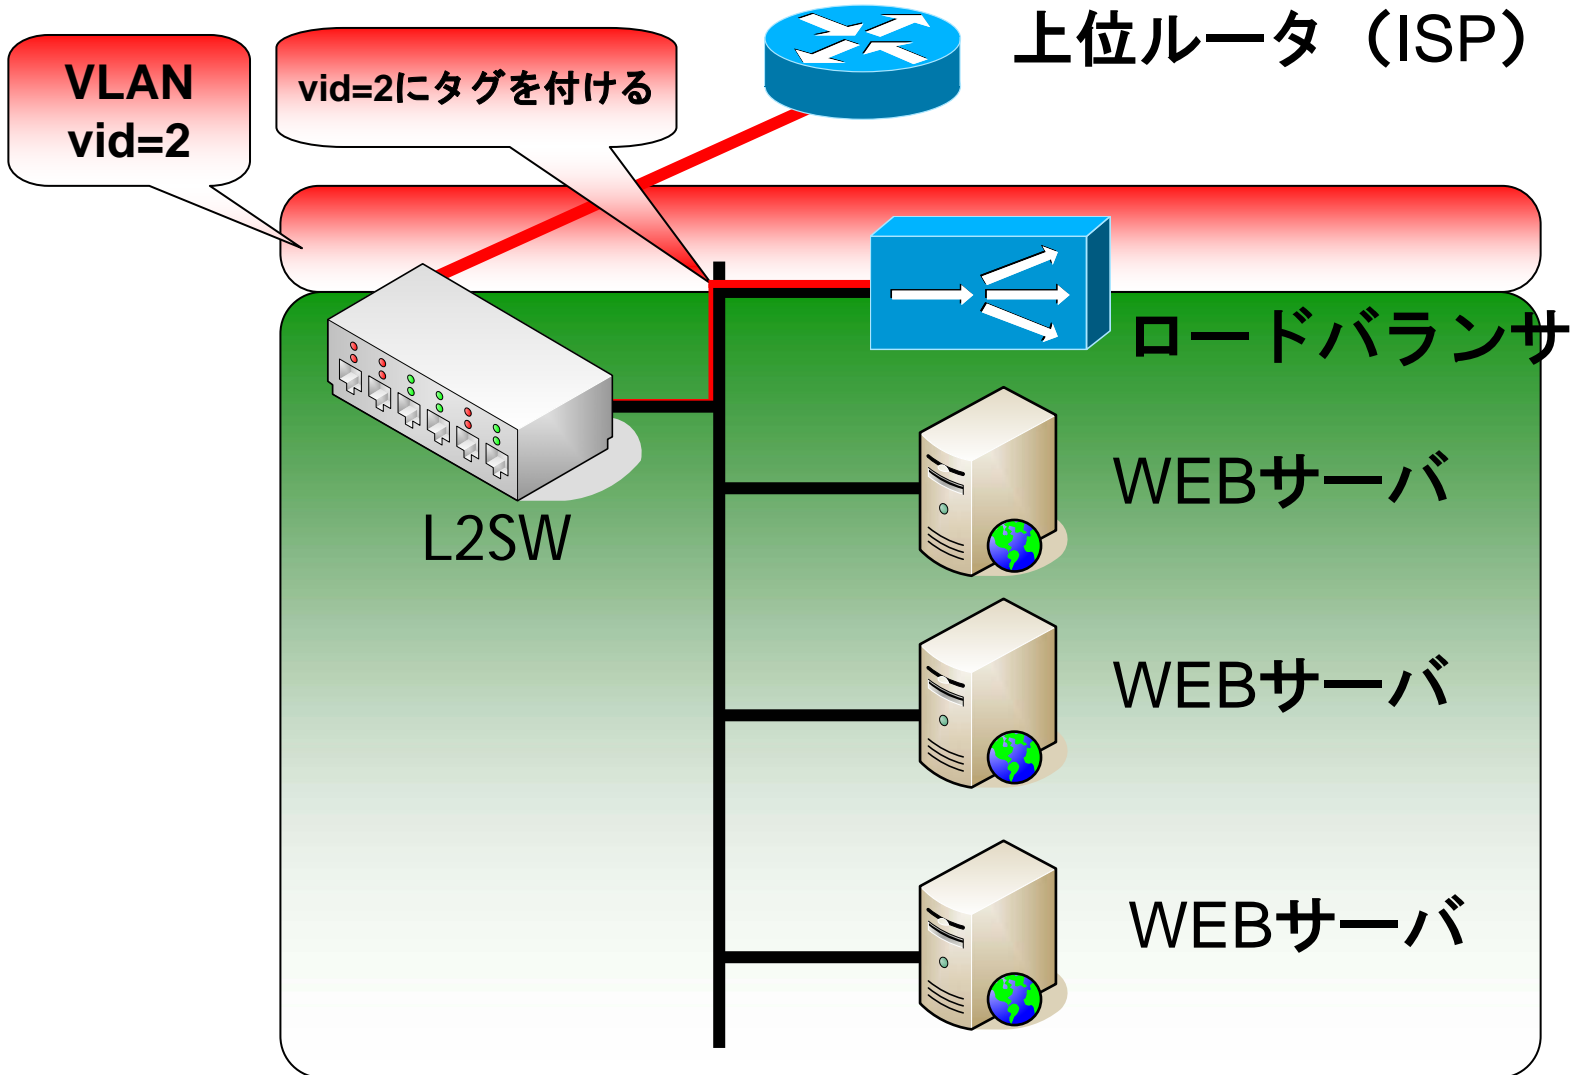 上位ルータ（ISP）
VLAN
vid=2
vid=2にタグを付ける
ロードバランサ
WEBサーバ
L2SW
WEBサーバ
WEBサーバ